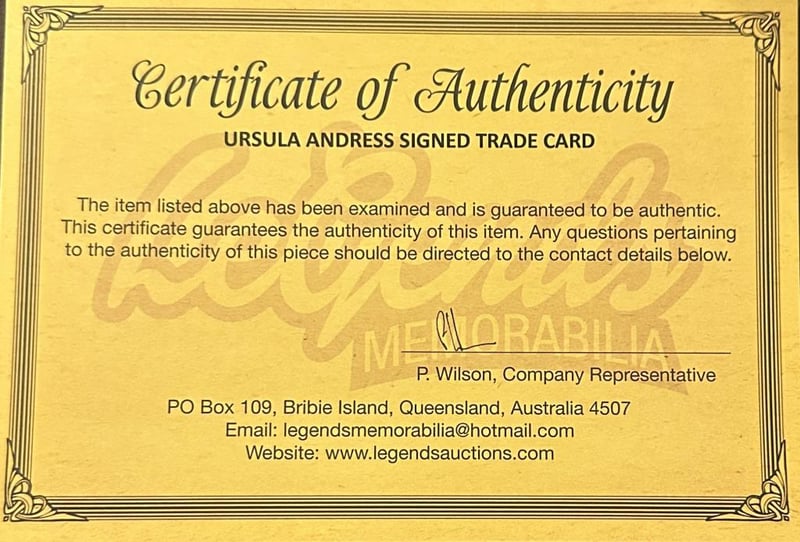 Certificate of Authenticity
URSULA ANDRESS SIGNED TRADE CARD
The item listed above has been examined and is guaranteed to be authentic.
This certificate guarantees the authenticity of this item. Any questions pertaining
to the authenticity of this piece should be directed to the contact details below.
Legends
MEMORABILIA
P. Wilson, Company Representative
PO Box 109, Bribie Island, Queensland, Australia 4507
Email: legendsmemorabilia@hotmail.com
Website: www.legendsauctions.com